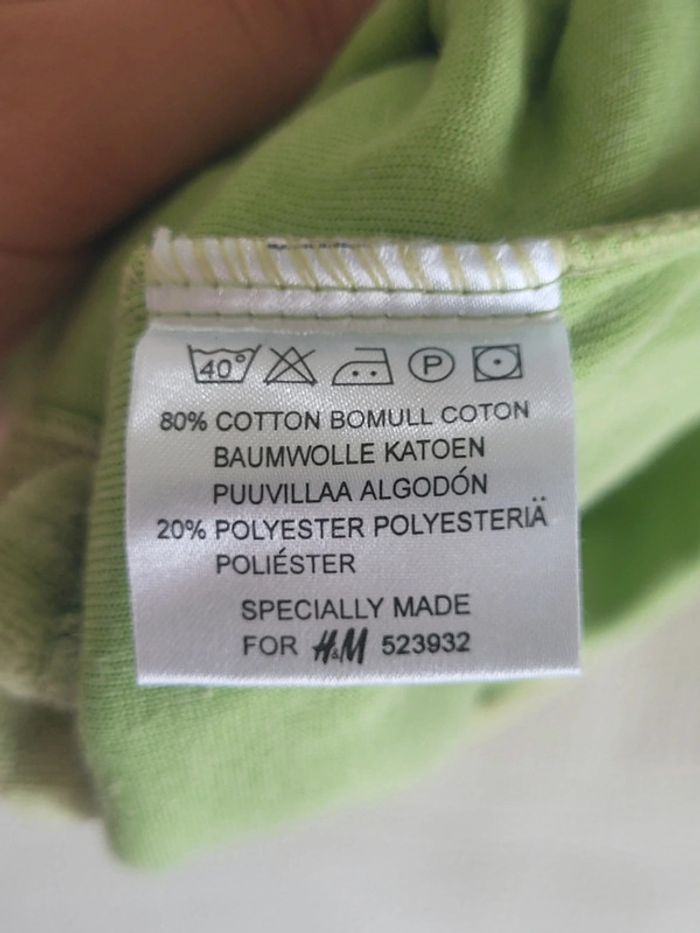 40°
P
80% COTTON BOMULL COTON
BAUMWOLLE KATOEN
PUUVILLAA ALGODÓN
20% POLYESTER POLYESTERIÄ
POLIÉSTER
SPECIALLY MADE
FOR H&M 523932